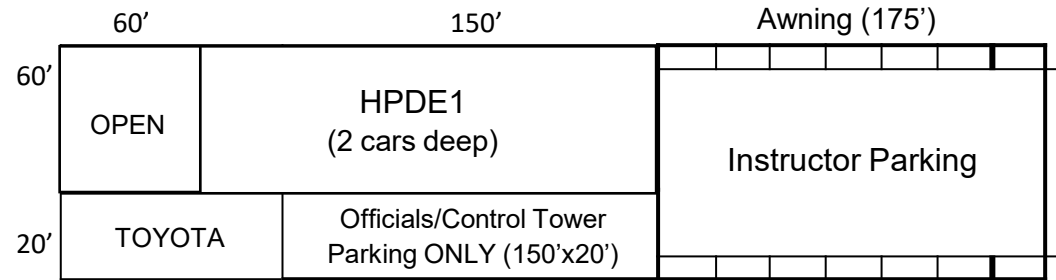 60’ 150’ Awning (175’)
60’
OPEN
HPDE1
(2 cars deep)
Instructor Parking
20’
TOYOTA
Officials/Control Tower
Parking ONLY (150’x20’)